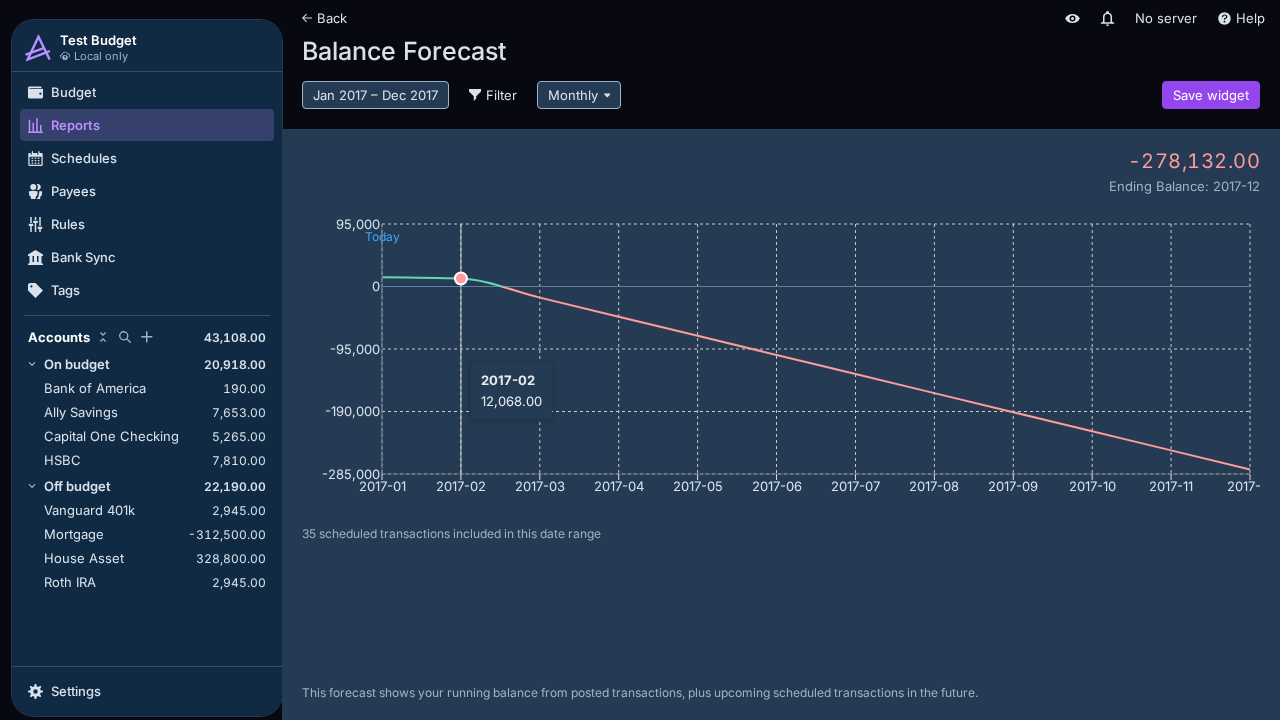 Test Budget
Local only
Budget
Reports
Schedules
Payees
Rules
Bank Sync
Tags
Accounts 43,108.00
On budget 20,918.00
Bank of America 190.00
Ally Savings 7,653.00
Capital One Checking 5,265.00
HSBC 7,810.00
Off budget 22,190.00
Vanguard 401k 2,945.00
Mortgage -312,500.00
House Asset 328,800.00
Roth IRA 2,945.00
Settings
Back
No server
Help
Balance Forecast
Jan 2017 – Dec 2017
Filter
Monthly
Save widget
-278,132.00
Ending Balance: 2017-12
95,000
Today
0
-95,000
-190,000
-285,000
2017-02
12,068.00
2017-01 2017-02 2017-03 2017-04 2017-05 2017-06 2017-07 2017-08 2017-09 2017-10 2017-11 2017-
35 scheduled transactions included in this date range
This forecast shows your running balance from posted transactions, plus upcoming scheduled transactions in the future.